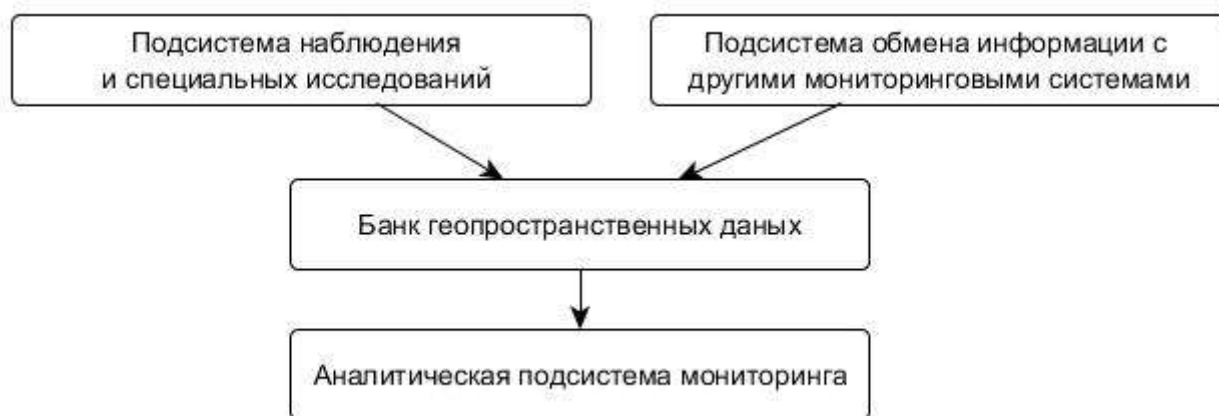 Подсистема наблюдения
и специальных исследований
Подсистема обмена информации с
другими мониторинговыми системами
Банк геопространственных даных
Аналитическая подсистема мониторинга